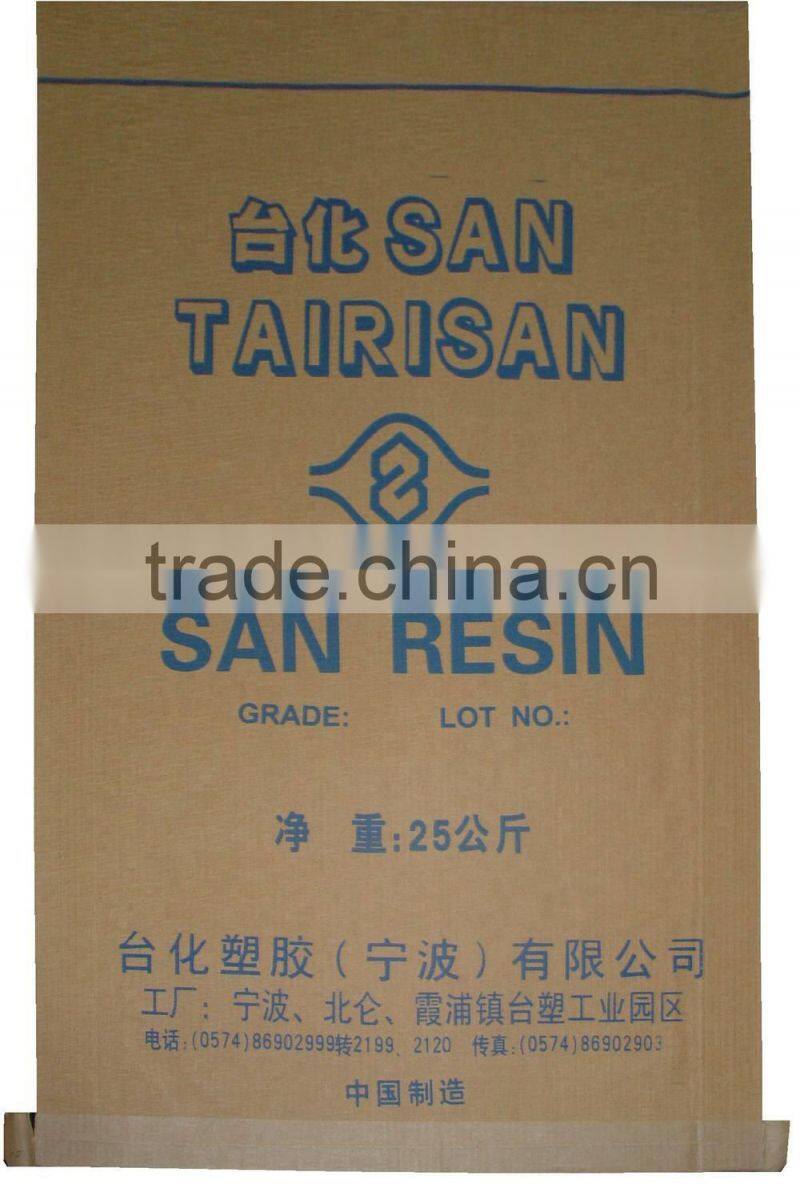 台化SAN
TAIRISAN
trade.china.cn
SAN RESIN
GRADE: LOT NO.:
净 重:25公斤
台化塑胶(宁波)有限公司
工厂: 宁波、北仑、霞浦镇台塑工业园区
电话:(0574)86902999转2199、2120 传真:(0574)86902903
中国制造